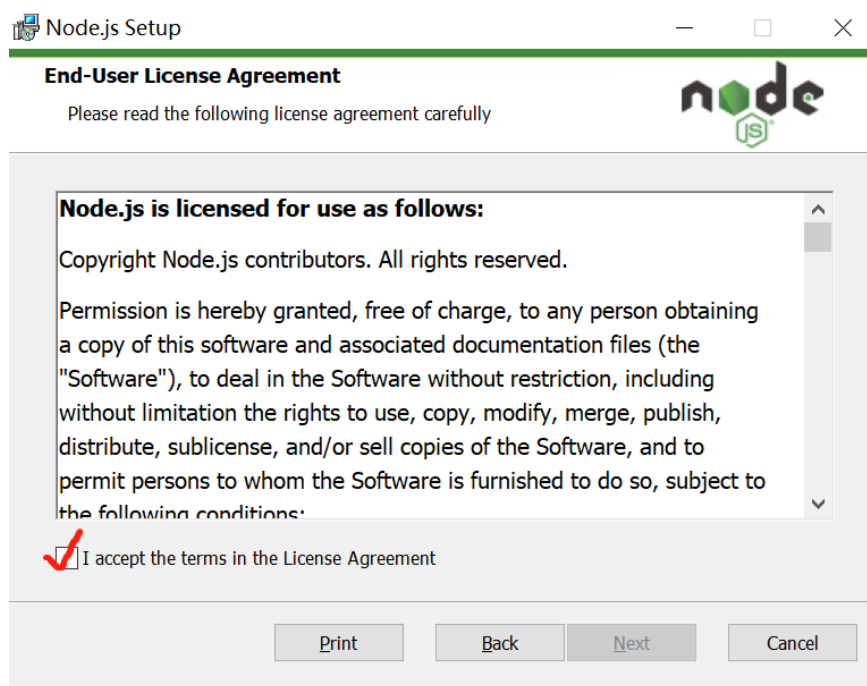 Node.js Setup
End-User License Agreement
Please read the following license agreement carefully
node
JS
Node.js is licensed for use as follows:
Copyright Node.js contributors. All rights reserved.
Permission is hereby granted, free of charge, to any person obtaining
a copy of this software and associated documentation files (the
"Software"), to deal in the Software without restriction, including
without limitation the rights to use, copy, modify, merge, publish,
distribute, sublicense, and/or sell copies of the Software, and to
permit persons to whom the Software is furnished to do so, subject to
the following conditions:
I accept the terms in the License Agreement
Print
Back
Next
Cancel